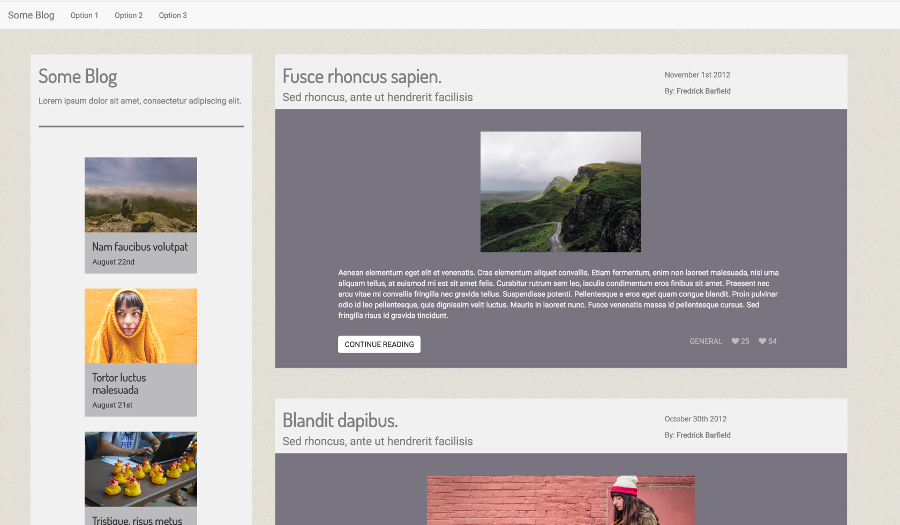 Some Blog Option 1 Option 2 Option 3
Some Blog
Lorem ipsum dolor sit amet, consectetur adipiscing elit.
Nam faucibus volutpat
August 22nd
Tortor luctus
malesuada
August 21st
Tristique, risus metus
Fusce rhoncus sapien.
Sed rhoncus, ante ut hendrerit facilisis
November 1st 2012
By: Fredrick Barfield
Aenean elementum eget elit et venenatis. Cras elementum aliquet convallis. Etiam fermentum, enim non laoreet malesuada, nisl urna
aliquam tellus, at euismod mi est sit amet felis. Curabitur rutrum sem leo, iaculis condimentum eros finibus sit amet. Praesent nec
arcu vitae mi convallis fringilla nec gravida tellus. Suspendisse potenti. Pellentesque a eros eget quam congue blandit. Proin pulvinar
odio id leo pellentesque, quis dignissim velit luctus. Mauris in laoreet nunc. Fusce venenatis massa id pellentesque cursus. Sed
fringilla risus id gravida tincidunt.
CONTINUE READING
GENERAL 25 54
Blandit dapibus.
Sed rhoncus, ante ut hendrerit facilisis
October 30th 2012
By: Fredrick Barfield